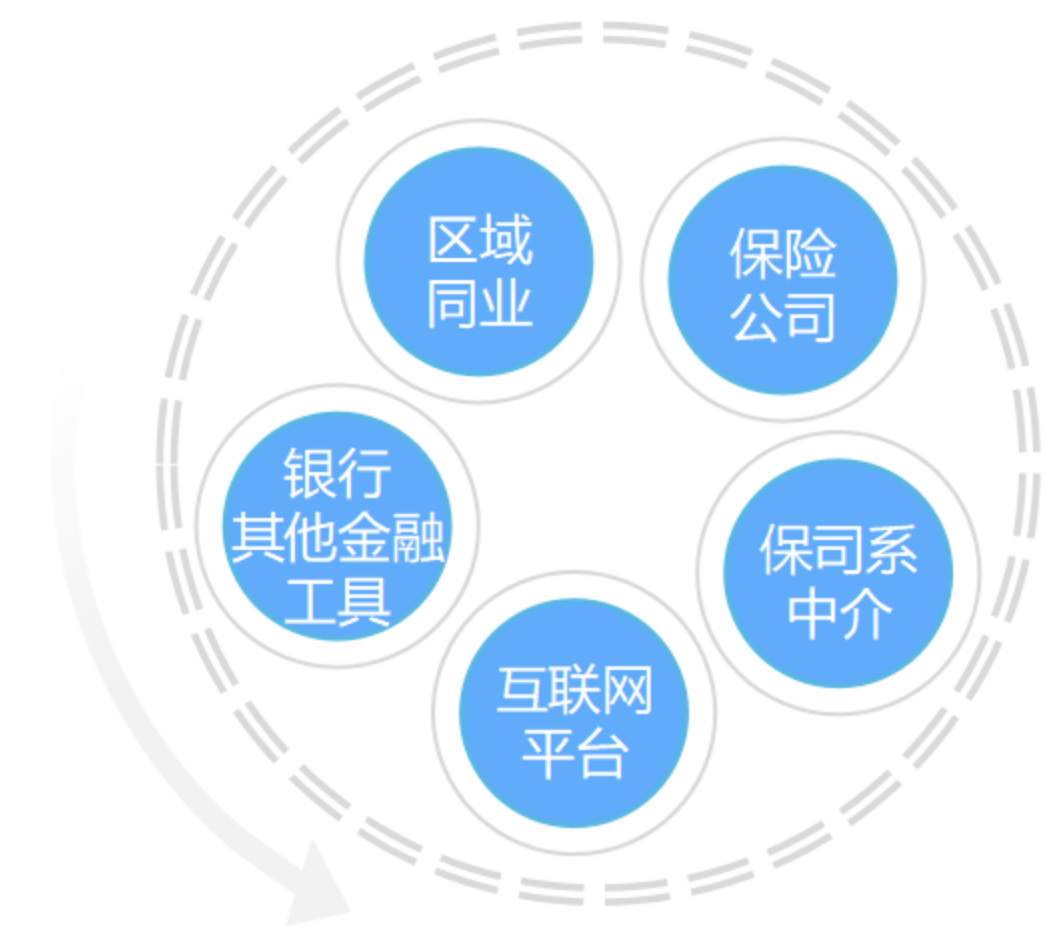 区域
同业
保险
公司
银行
其他金融
工具
保司系
中介
互联网
平台